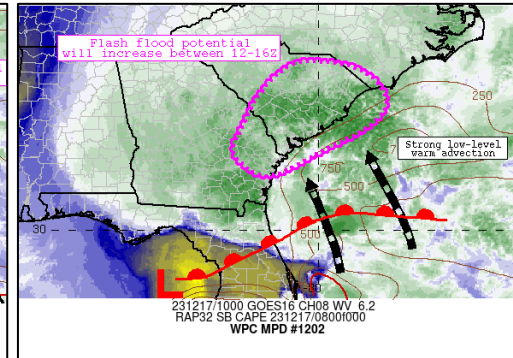 Flash flood potential
will increase between 12-16Z
250
Strong low-level
warm advection
750
500
30
500
L
231217/1000 GOES16 CH08 WV 6.2
RAP32 SB CAPE 231217/0800f000
WPC MPD #1202